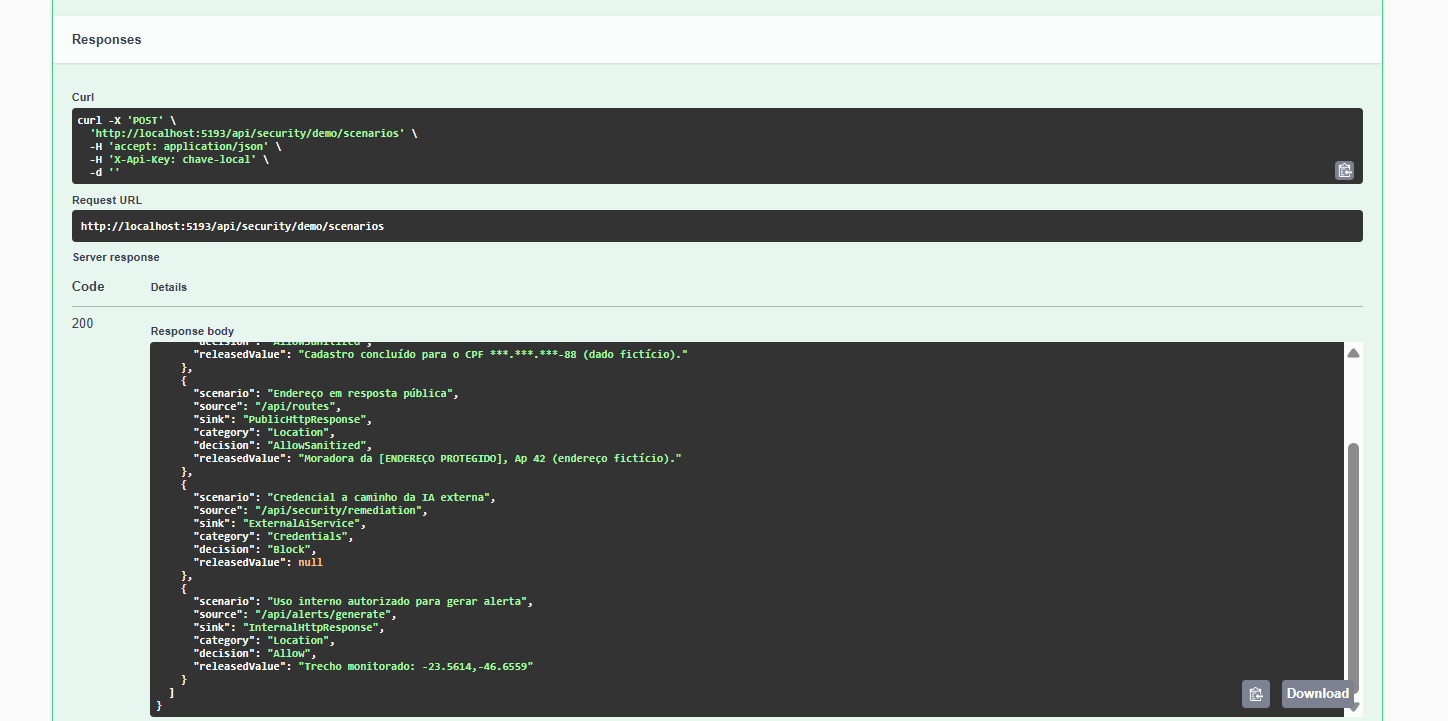 Responses
Curl
curl -X 'POST' \
  'http://localhost:5193/api/security/demo/scenarios' \
  -H 'accept: application/json' \
  -H 'X-Api-Key: chave-local' \
  -d ''
Request URL
http://localhost:5193/api/security/demo/scenarios
Server response
Code Details
200
Response body
"decision": "AllowSanitized",
"releasedValue": "Cadastro concluído para o CPF ***.***.***-88 (dado fictício)."
},
{
"scenario": "Endereço em resposta pública",
"source": "/api/routes",
"sink": "PublicHttpResponse",
"category": "Location",
"decision": "AllowSanitized",
"releasedValue": "Moradora da [ENDEREÇO PROTEGIDO], Ap 42 (endereço fictício)."
},
{
"scenario": "Credencial a caminho da IA externa",
"source": "/api/security/remediation",
"sink": "ExternalAiService",
"category": "Credentials",
"decision": "Block",
"releasedValue": null
},
{
"scenario": "Uso interno autorizado para gerar alerta",
"source": "/api/alerts/generate",
"sink": "InternalHttpResponse",
"category": "Location",
"decision": "Allow",
"releasedValue": "Trecho monitorado: -23.5614,-46.6559"
}
]
}
Download